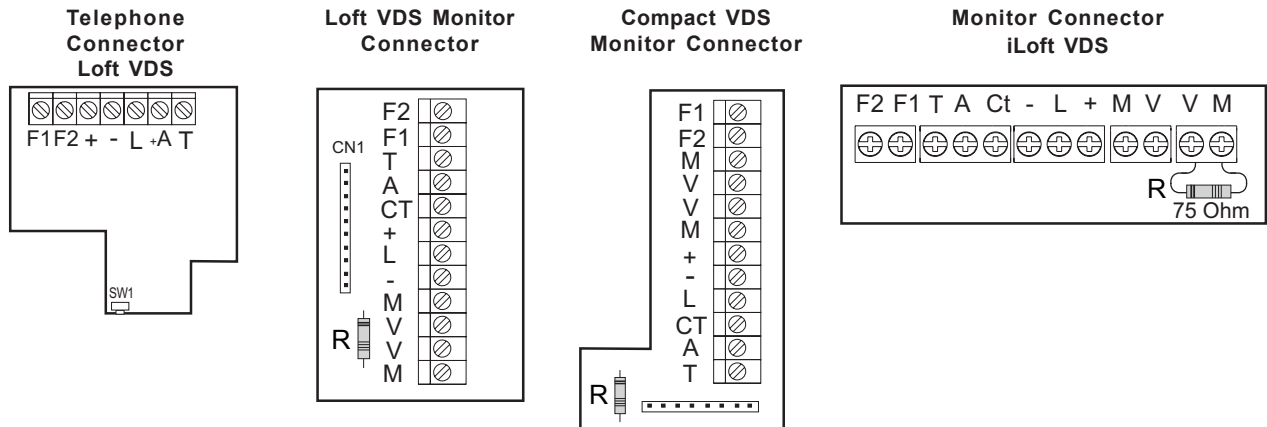 Telephone
Connector
Loft VDS
F1 F2 + - L +A T
SW1
Loft VDS Monitor
Connector
CN1
F2
F1
T
A
CT
+
L
-
M
V
V
M
R
Compact VDS
Monitor Connector
F1
F2
M
V
V
M
+
-
L
CT
A
T
R
Monitor Connector
iLoft VDS
F2 F1 T A Ct - L + M V V M
R
75 Ohm